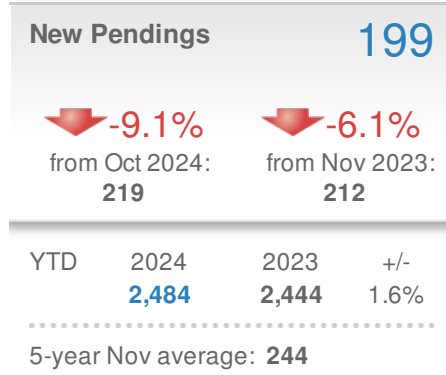 New Pendings 199
-9.1% -6.1%
from Oct 2024: from Nov 2023:
219 212
YTD 2024 2023 +/-
2,484 2,444 1.6%
5-year Nov average: 244